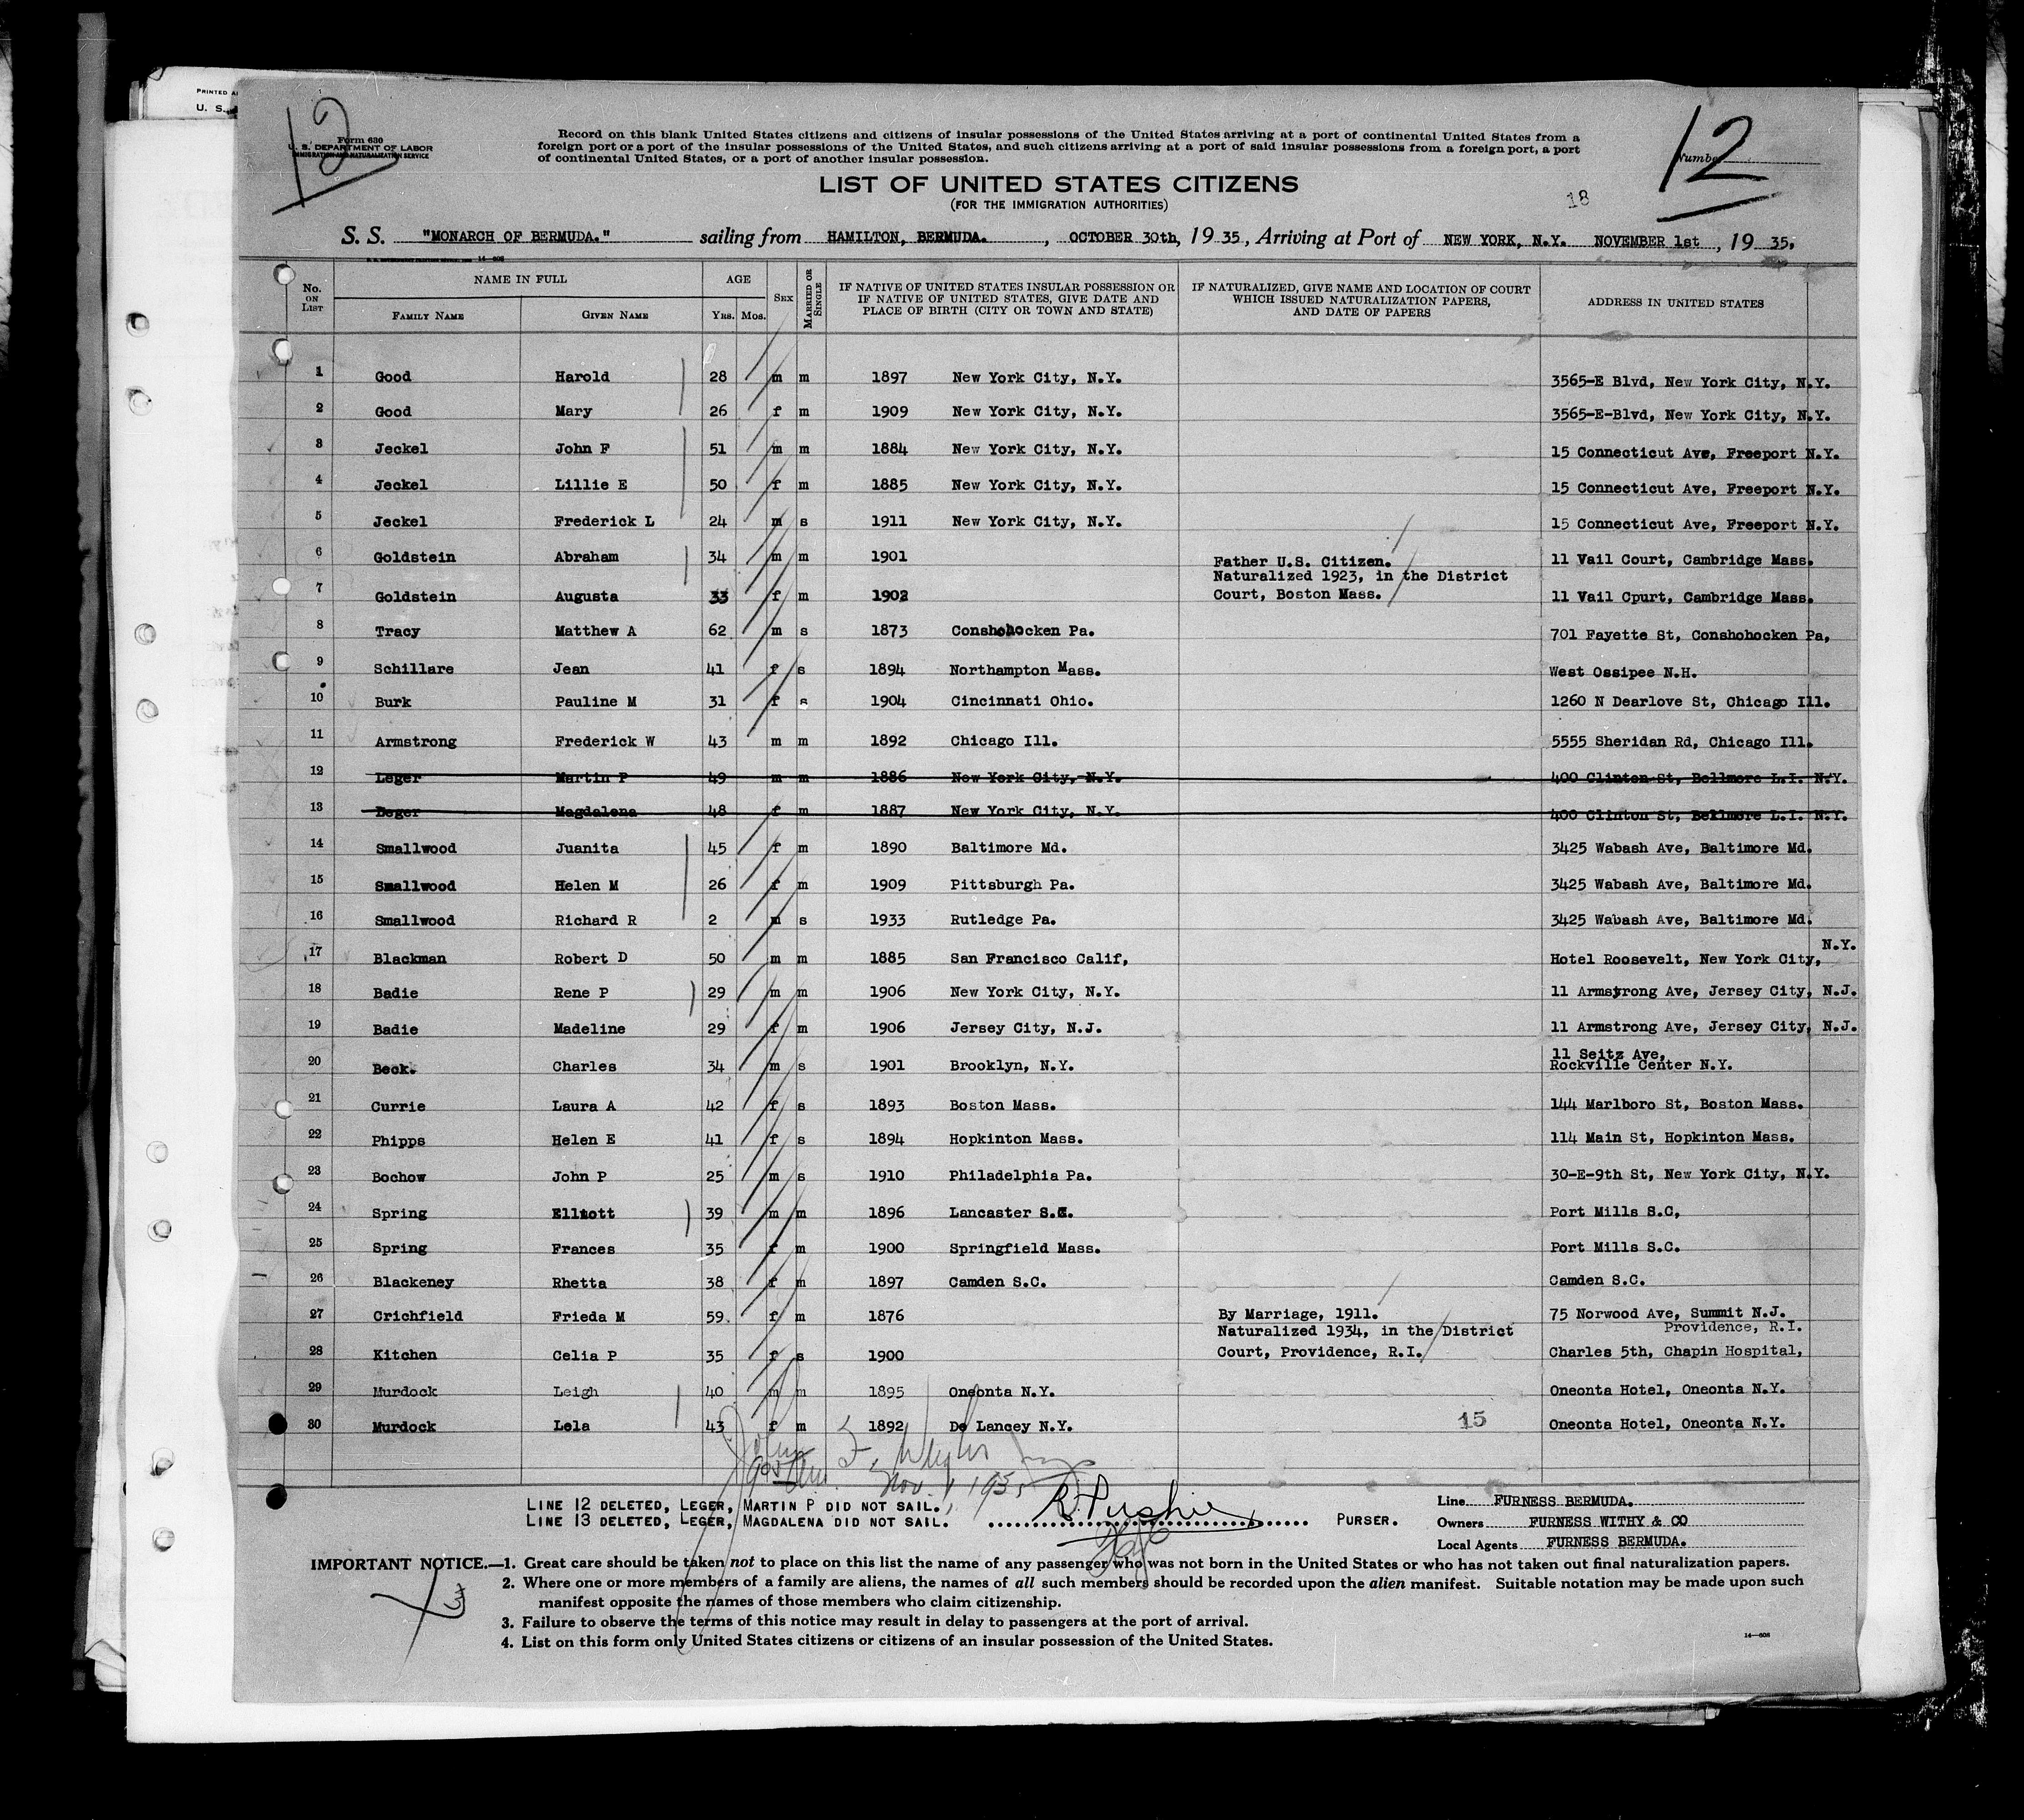 PRINTED A
U. S.
12
Form 630
U. S. DEPARTMENT OF LABOR
IMMIGRATION AND NATURALIZATION SERVICE
Record on this blank United States citizens and citizens of insular possessions of the United States arriving at a port of continental United States from a
foreign port or a port of the insular possessions of the United States, and such citizens arriving at a port of said insular possessions from a foreign port, a port
of continental United States, or a port of another insular possession.
Number 12
LIST OF UNITED STATES CITIZENS
(FOR THE IMMIGRATION AUTHORITIES)
18
S. S. "MONARCH OF BERMUDA." sailing from HAMILTON, BERMUDA. , OCTOBER 30th, 19 35, Arriving at Port of NEW YORK, N.Y. NOVEMBER 1st , 19 35.
14—608
No. ON LIST NAME IN FULL AGE SEX MARRIED OR SINGLE IF NATIVE OF UNITED STATES INSULAR POSSESSION OR IF NATIVE OF UNITED STATES, GIVE DATE AND PLACE OF BIRTH (CITY OR TOWN AND STATE) IF NATURALIZED, GIVE NAME AND LOCATION OF COURT WHICH ISSUED NATURALIZATION PAPERS, AND DATE OF PAPERS ADDRESS IN UNITED STATES
FAMILY NAME GIVEN NAME YRS. MOS.
1 Good Harold 28 m m 1897 New York City, N.Y. 3565-E Blvd, New York City, N.Y.
2 Good Mary 26 f m 1909 New York City, N.Y. 3565-E-Blvd, New York City, N.Y.
3 Jeckel John F 51 m m 1884 New York City, N.Y. 15 Connecticut Ave, Freeport N.Y.
4 Jeckel Lillie E 50 f m 1885 New York City, N.Y. 15 Connecticut Ave, Freeport N.Y.
5 Jeckel Frederick L 24 m s 1911 New York City, N.Y. 15 Connecticut Ave, Freeport N.Y.
6 Goldstein Abraham 34 m m 1901 Father U.S. Citizen. 11 Vail Court, Cambridge Mass.
Naturalized 1923, in the District
7 Goldstein Augusta 33 f m 1902 Court, Boston Mass. 11 Vail Cpurt, Cambridge Mass.
8 Tracy Matthew A 62 m s 1873 Conshohocken Pa. 701 Fayette St, Conshohocken Pa,
9 Schillare Jean 41 f s 1894 Northampton Mass. West Ossipee N.H.
10 Burk Pauline M 31 f s 1904 Cincinnati Ohio. 1260 N Dearlove St, Chicago Ill.
11 Armstrong Frederick W 43 m m 1892 Chicago Ill. 5555 Sheridan Rd, Chicago Ill.
12 Leger Martin P 49 m m 1886 New York City, N.Y. 400 Clinton St, Bellmore L.I. N.Y.
13 Leger Magdalena 48 f m 1887 New York City, N.Y. 400 Clinton St, Bellmore L.I. N.Y.
14 Smallwood Juanita 45 f m 1890 Baltimore Md. 3425 Wabash Ave, Baltimore Md.
15 Smallwood Helen M 26 f m 1909 Pittsburgh Pa. 3425 Wabash Ave, Baltimore Md.
16 Smallwood Richard R 2 m s 1933 Rutledge Pa. 3425 Wabash Ave, Baltimore Md.
N.Y.
17 Blackman Robert D 50 m m 1885 San Francisco Calif, Hotel Roosevelt, New York City,
18 Badie Rene P 29 m m 1906 New York City, N.Y. 11 Armstrong Ave, Jersey City, N.J.
19 Badie Madeline 29 f m 1906 Jersey City, N.J. 11 Armstrong Ave, Jersey City, N.J.
11 Seitz Ave,
20 Beck. Charles 34 m s 1901 Brooklyn, N.Y. Rockville Center N.Y.
21 Currie Laura A 42 f s 1893 Boston Mass. 144 Marlboro St, Boston Mass.
22 Phipps Helen E 41 f s 1894 Hopkinton Mass. 114 Main St, Hopkinton Mass.
23 Bochow John P 25 m s 1910 Philadelphia Pa. 30-E-9th St, New York City, N.Y.
24 Spring Elliott 39 m m 1896 Lancaster S.C. Port Mills S.C,
25 Spring Frances 35 f m 1900 Springfield Mass. Port Mills S.C.
26 Blackeney Rhetta 38 f m 1897 Camden S.C. Camden S.C.
27 Crichfield Frieda M 59. f m 1876 By Marriage, 1911. 75 Norwood Ave, Summit N.J.
Naturalized 1934, in the District Providence, R.I.
28 Kitchen Celia P 35 f s 1900 Court, Providence, R.I. Charles 5th, Chapin Hospital,
29 Murdock Leigh 40 m m 1895 Oneonta N.Y. Oneonta Hotel, Oneonta N.Y.
30 Murdock Lela 43 f m 1892 De Lancey N.Y. 15 Oneonta Hotel, Oneonta N.Y.
John F.
Nov. 1 1935
LINE 12 DELETED, LEGER, MARTIN P DID NOT SAIL.
LINE 13 DELETED, LEGER, MAGDALENA DID NOT SAIL.
R. Pushie PURSER.
Line FURNESS BERMUDA.
Owners FURNESS WITHY & CO
Local Agents FURNESS BERMUDA.
IMPORTANT NOTICE.—1. Great care should be taken not to place on this list the name of any passenger who was not born in the United States or who has not taken out final naturalization papers.
2. Where one or more members of a family are aliens, the names of all such members should be recorded upon the alien manifest. Suitable notation may be made upon such
manifest opposite the names of those members who claim citizenship.
3. Failure to observe the terms of this notice may result in delay to passengers at the port of arrival.
4. List on this form only United States citizens or citizens of an insular possession of the United States.
14—608